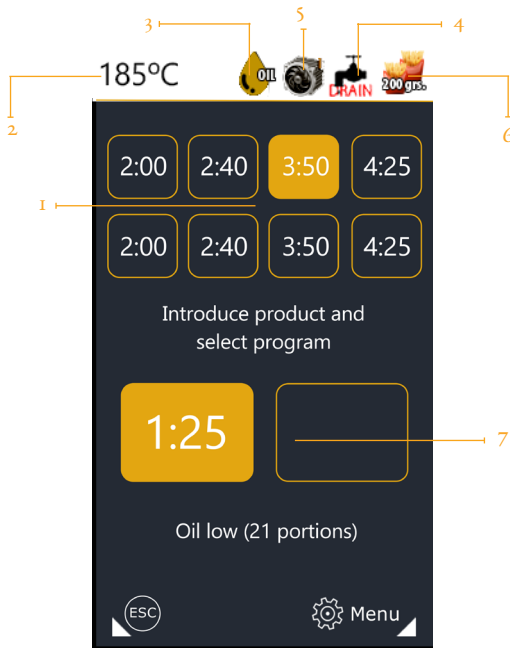 3
5
4
185ºC
OIL
DRAIN
200 grs.
2
6
2:00 2:40 3:50 4:25
1
2:00 2:40 3:50 4:25
Introduce product and
select program
1:25
7
Oil low (21 portions)
ESC
Menu